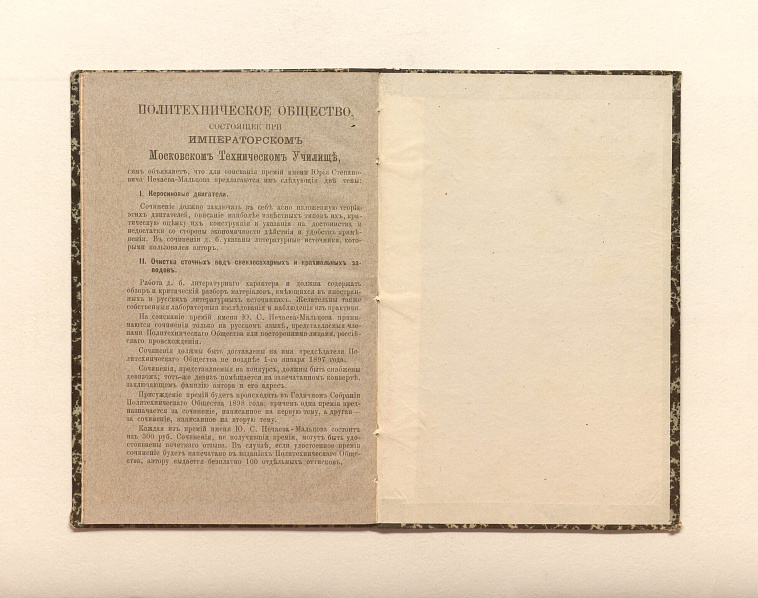 ПОЛИТЕХНИЧЕСКОЕ ОБЩЕСТВО,
СОСТОЯЩЕЕ ПРИ
ИМПЕРАТОРСКОМЪ
Московскомъ Техническомъ Училищѣ,
симъ объявляетъ, что для соисканія премій имени Юрія Степано-
вича Нечаева-Мальцова предлагаются имъ слѣдующія двѣ темы:
I. Керосиновые двигатели.
Сочиненіе должно заключать въ себѣ ясно изложенную теорію
этихъ двигателей, описаніе наиболѣе извѣстныхъ типовъ ихъ, кри-
тическую оцѣнку ихъ конструкціи и указанія на достоинства и
недостатки со стороны экономичности дѣйствія и удобствъ примѣ-
ненія. Въ сочиненіи д. б. указаны литературные источники, кото-
рыми пользовался авторъ.
II. Очистка сточныхъ водъ свеклосахарныхъ и крахмальныхъ за-
водовъ.
Работа д. б. литературнаго характера и должна содержать
обзоръ и критическій разборъ матеріаловъ, имѣющихся въ иностран-
ныхъ и русскихъ литературныхъ источникахъ. Желательны также
собственныя лабораторныя изслѣдованія и наблюденія изъ практики.
На соисканіе премій имени Ю. С. Нечаева-Мальцова прини-
маются сочиненія только на русскомъ языкѣ, представляемыя чле-
нами Политехническаго Общества или посторонними лицами, россій-
скаго происхожденія.
Сочиненія должны быть доставлены на имя предсѣдателя По-
литехническаго Общества не позднѣе 1-го января 1897 года.
Сочиненія, представляемыя на конкурсъ, должны быть снабжены
девизомъ; тотъ-же девизъ помѣщается на запечатанномъ конвертѣ,
заключающемъ фамилію автора и его адресъ.
Присужденіе премій будетъ происходить въ Годичномъ Собраніи
Политехническаго Общества 1898 года; причемъ одна премія пред-
назначается за сочиненіе, написанное на первую тему, а другая—
за сочиненіе, написанное на вторую тему.
Каждая изъ премій имени Ю. С. Нечаева-Мальцова состоитъ
изъ 500 руб. Сочиненія, не получившія преміи, могутъ быть удо-
стоены почетнаго отзыва. Въ случаѣ, если удостоенное преміи
сочиненіе будетъ напечатано въ изданіяхъ Политехническаго Обще-
ства, автору выдается безплатно 100 отдѣльныхъ оттисковъ.